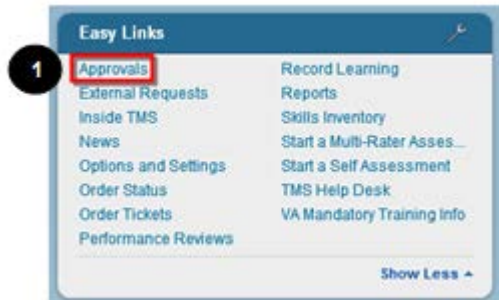 Easy Links
1
Approvals
External Requests
Inside TMS
News
Options and Settings
Order Status
Order Tickets
Performance Reviews
Record Learning
Reports
Skills Inventory
Start a Multi-Rater Asses...
Start a Self Assessment
TMS Help Desk
VA Mandatory Training Info
Show Less